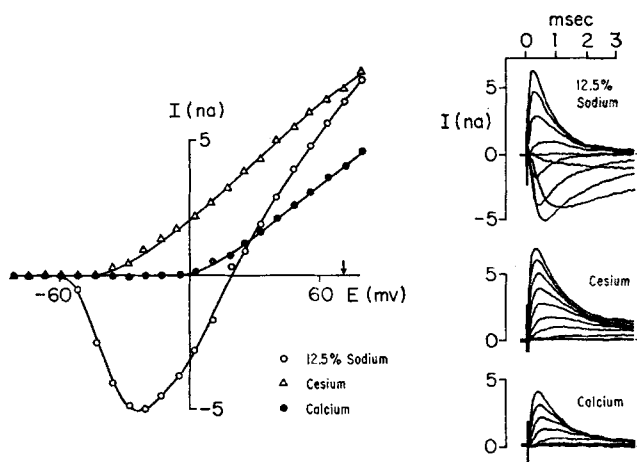 I (na)
5
-60
60
E (mv)
-5
12.5% Sodium
Cesium
Calcium
msec
0 1 2 3
5
12.5%
Sodium
I (na)
0
-5
5
Cesium
0
5
Calcium
0